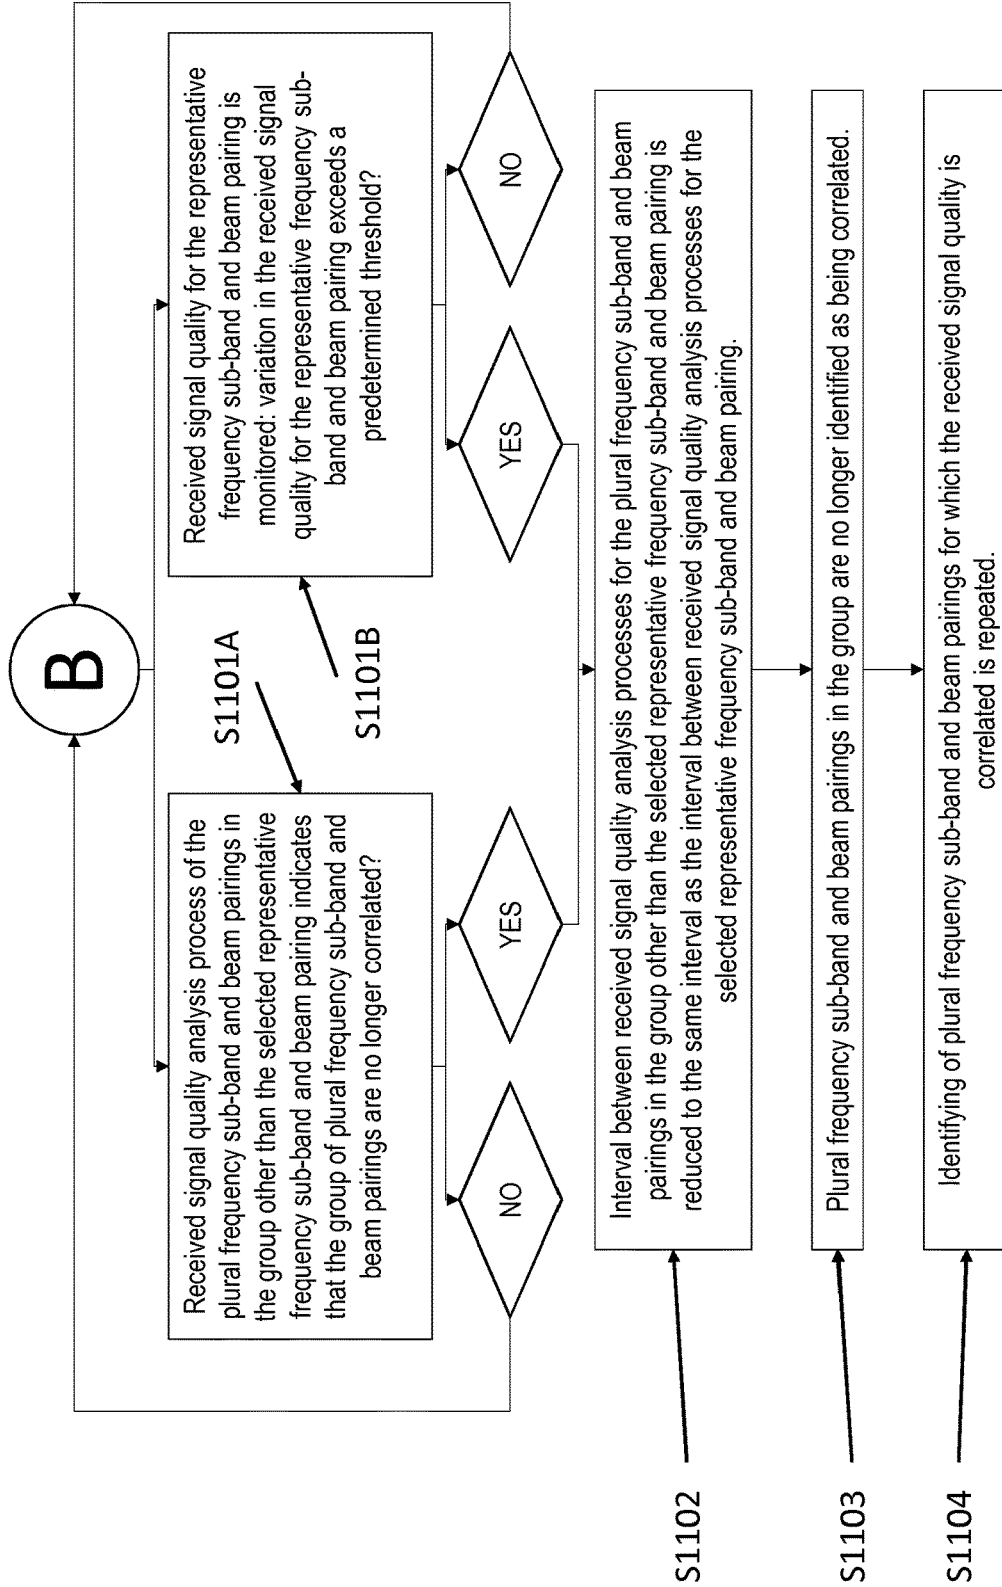 B
S1101A
S1101B
Received signal quality analysis process of the
plural frequency sub-band and beam pairings in
the group other than the selected representative
frequency sub-band and beam pairing indicates
that the group of plural frequency sub-band and
beam pairings are no longer correlated?
Received signal quality for the representative
frequency sub-band and beam pairing is
monitored: variation in the received signal
quality for the representative frequency sub-
band and beam pairing exceeds a
predetermined threshold?
NO
YES
YES
NO
S1102
Interval between received signal quality analysis processes for the plural frequency sub-band and beam
pairings in the group other than the selected representative frequency sub-band and beam pairing is
reduced to the same interval as the interval between received signal quality analysis processes for the
selected representative frequency sub-band and beam pairing.
S1103
Plural frequency sub-band and beam pairings in the group are no longer identified as being correlated.
S1104
Identifying of plural frequency sub-band and beam pairings for which the received signal quality is
correlated is repeated.